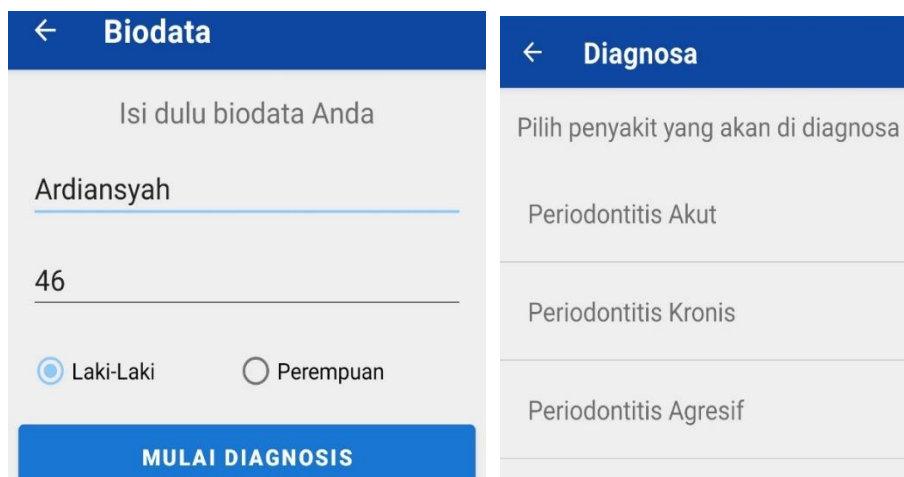 Biodata
Isi dulu biodata Anda
Ardiansyah
46
Laki-Laki
Perempuan
MULAI DIAGNOSIS
Diagnosa
Pilih penyakit yang akan di diagnosa
Periodontitis Akut
Periodontitis Kronis
Periodontitis Agresif